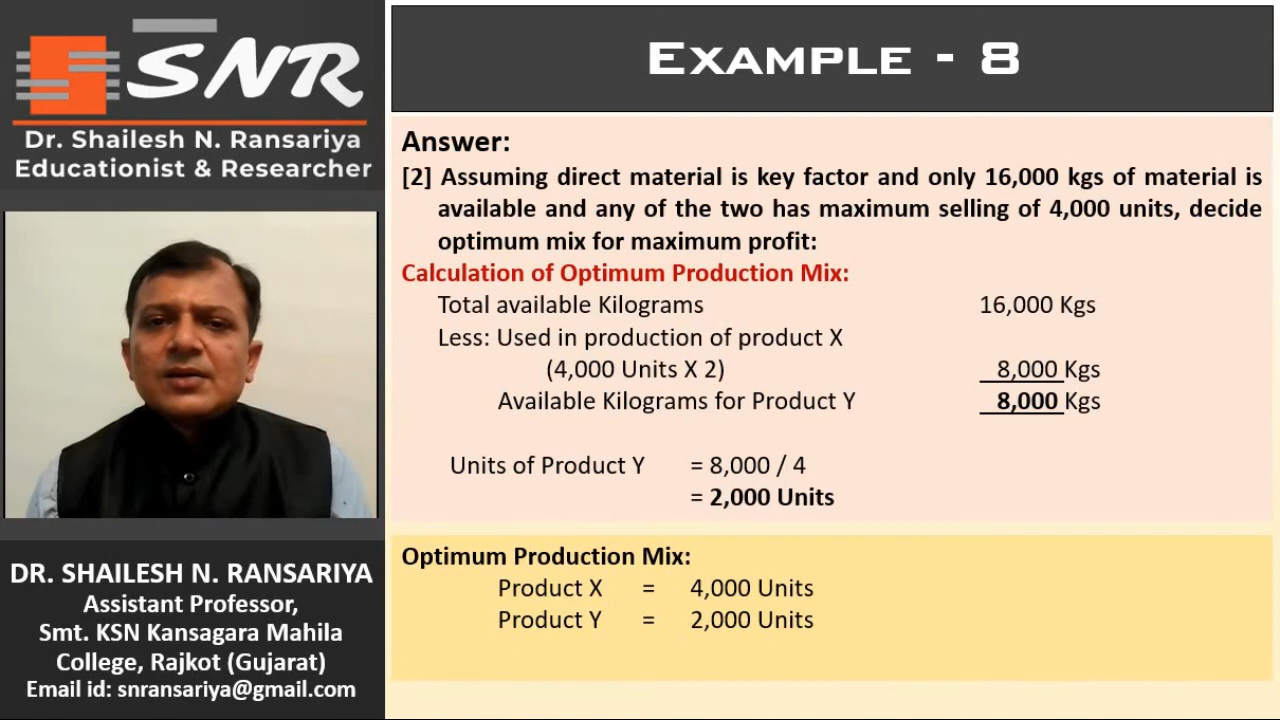 SNR
Dr. Shailesh N. Ransariya
Educationist & Researcher
DR. SHAILESH N. RANSARIYA
Assistant Professor,
Smt. KSN Kansagara Mahila
College, Rajkot (Gujarat)
Email id: snransariya@gmail.com
EXAMPLE - 8
Answer:
[2] Assuming direct material is key factor and only 16,000 kgs of material is
available and any of the two has maximum selling of 4,000 units, decide
optimum mix for maximum profit:
Calculation of Optimum Production Mix:
Total available Kilograms 16,000 Kgs
Less: Used in production of product X
(4,000 Units X 2) 8,000 Kgs
Available Kilograms for Product Y 8,000 Kgs
Units of Product Y = 8,000 / 4
= 2,000 Units
Optimum Production Mix:
Product X = 4,000 Units
Product Y = 2,000 Units